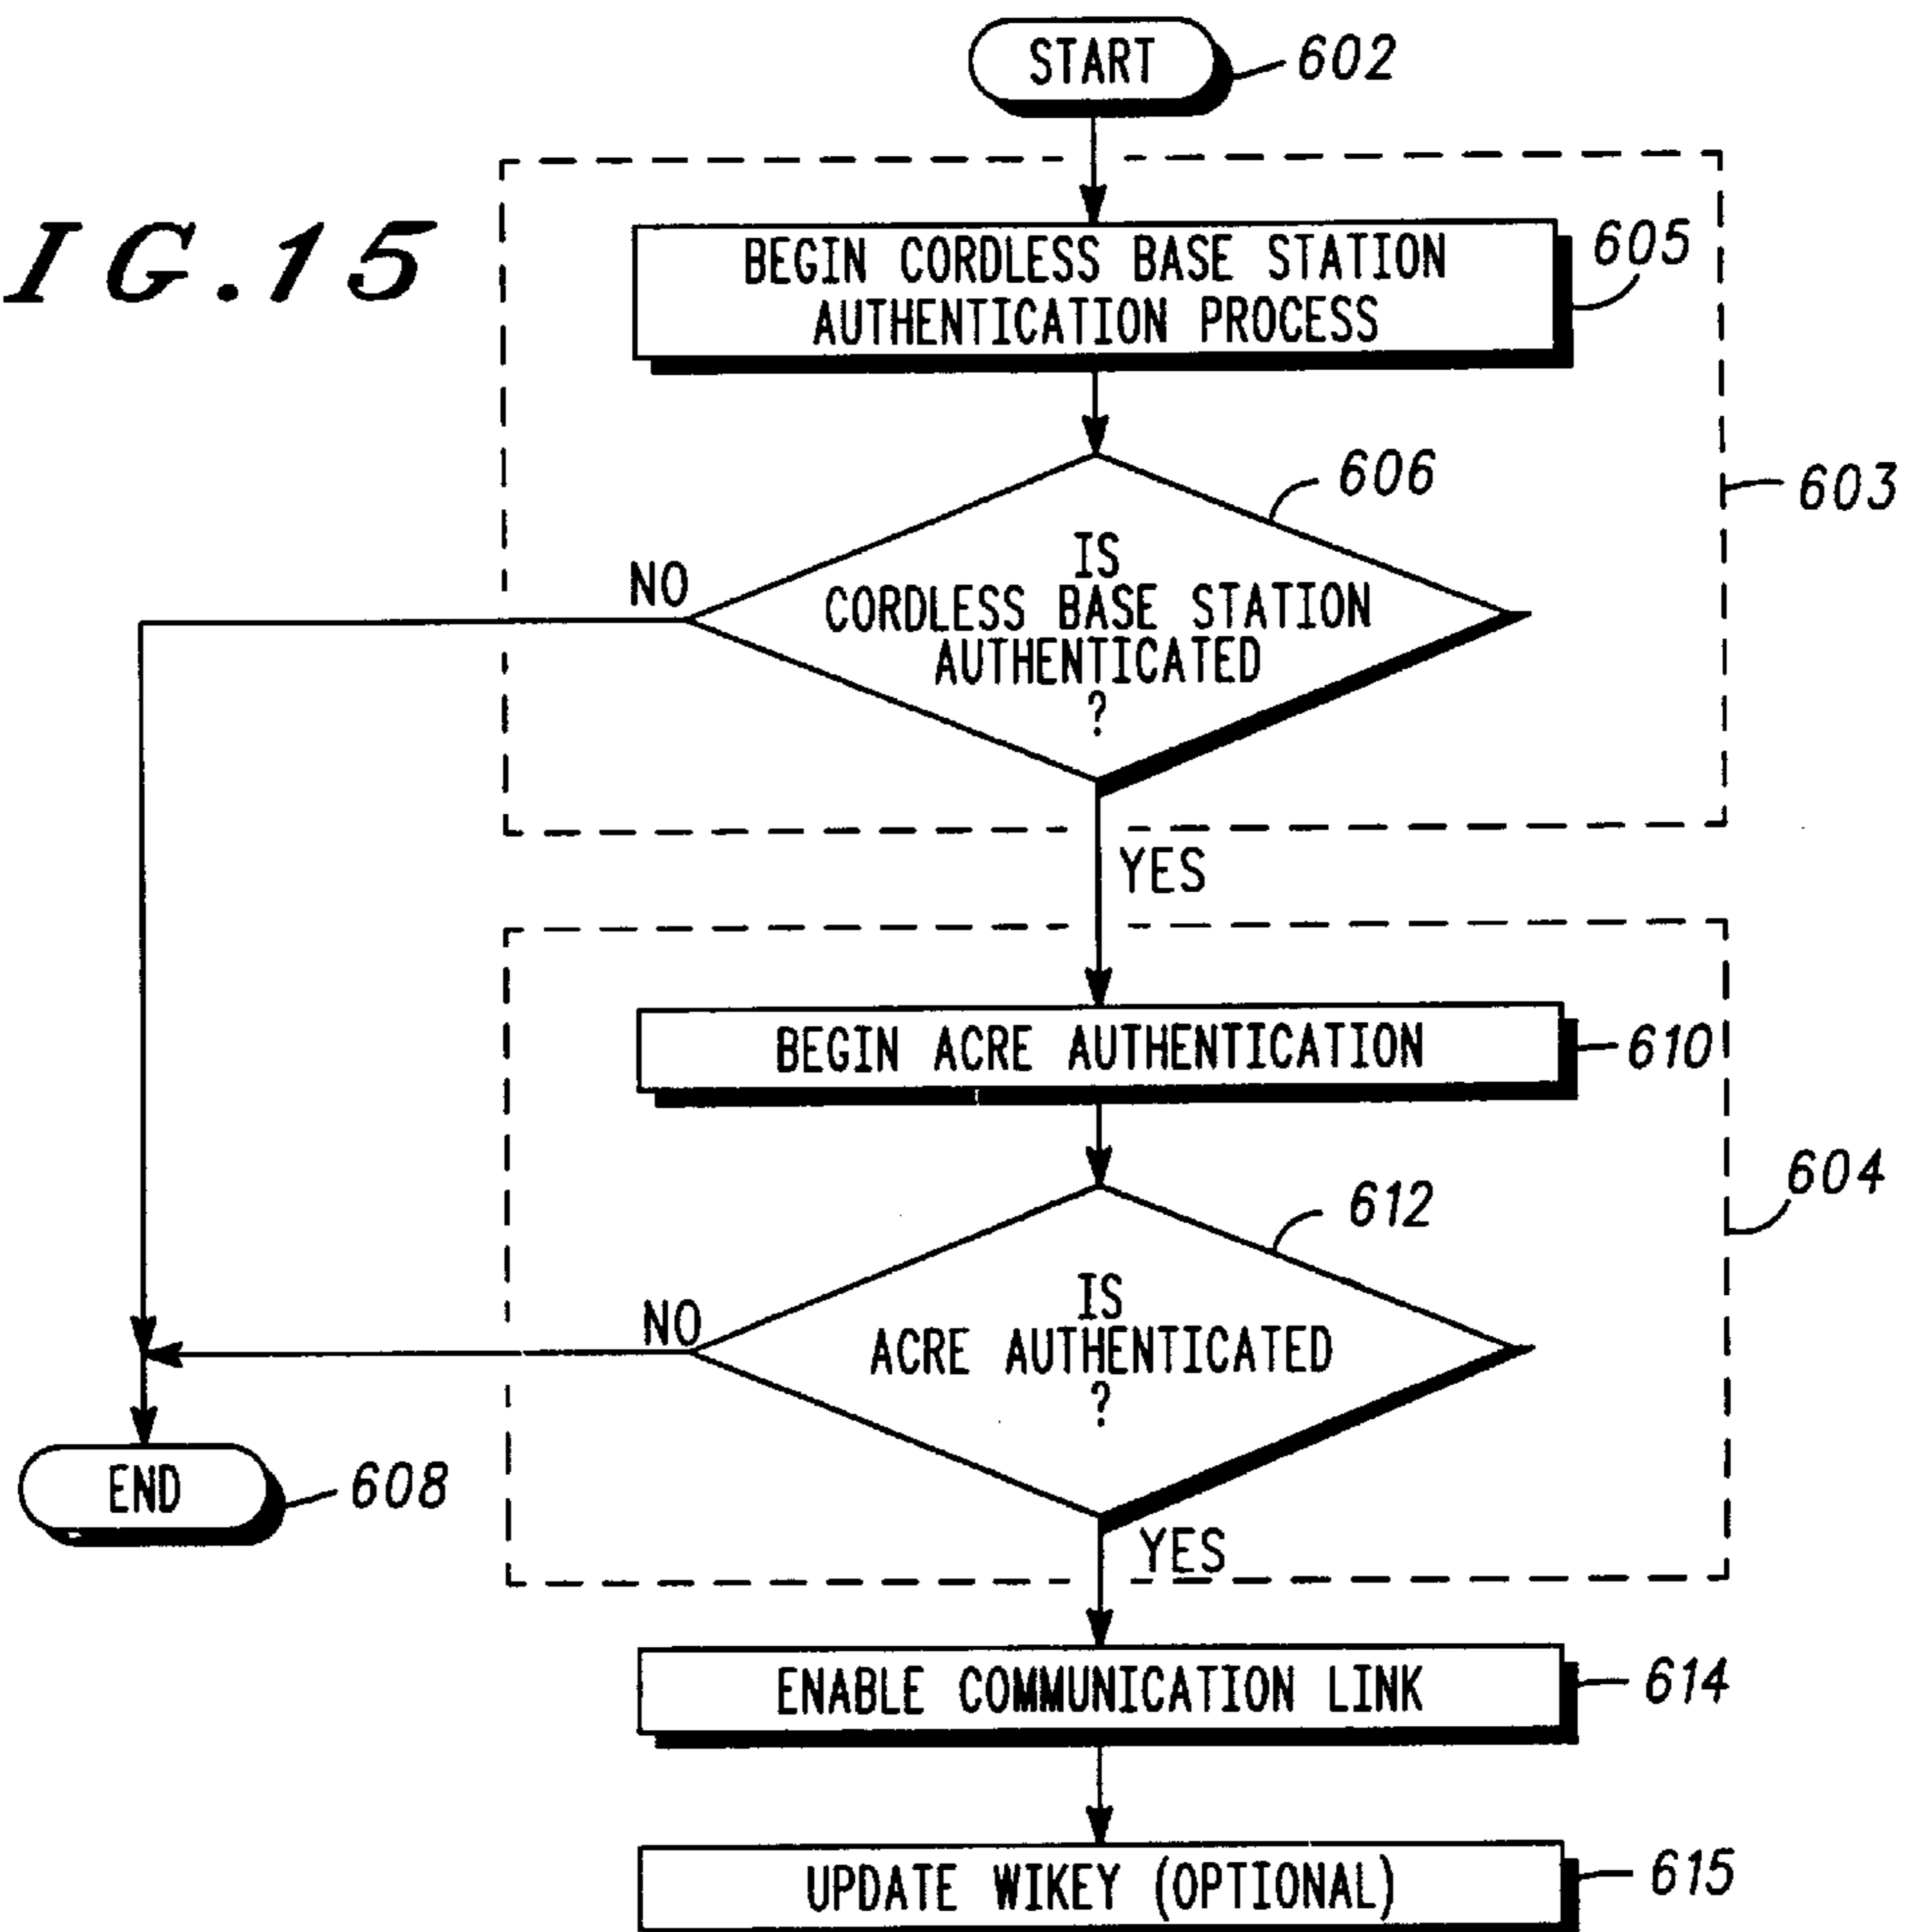 START
602
IG.15
BEGIN CORDLESS BASE STATION
AUTHENTICATION PROCESS
605
606
IS
CORDLESS BASE STATION
AUTHENTICATED
?
NO
603
YES
BEGIN ACRE AUTHENTICATION
610
604
612
IS
ACRE AUTHENTICATED
?
NO
END
608
YES
ENABLE COMMUNICATION LINK
614
UPDATE WIKEY (OPTIONAL)
615